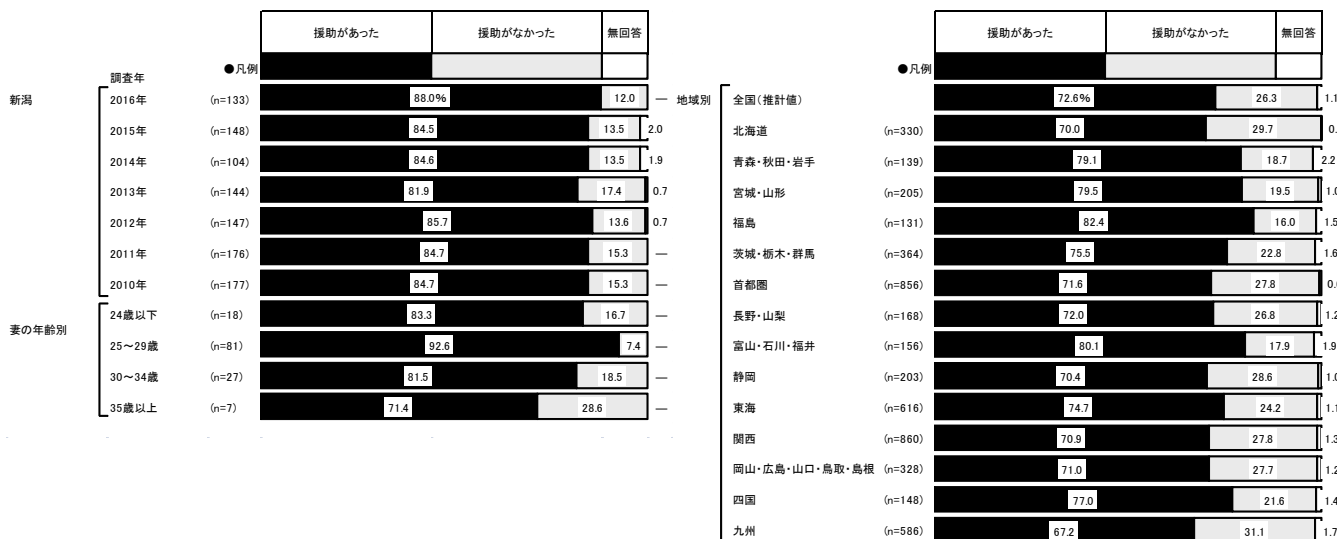 援助があった 援助がなかった 無回答
●凡例
調査年
新潟
2016年 (n=133) 88.0% 12.0 —
2015年 (n=148) 84.5 13.5 2.0
2014年 (n=104) 84.6 13.5 1.9
2013年 (n=144) 81.9 17.4 0.7
2012年 (n=147) 85.7 13.6 0.7
2011年 (n=176) 84.7 15.3 —
2010年 (n=177) 84.7 15.3 —
妻の年齢別
24歳以下 (n=18) 83.3 16.7 —
25～29歳 (n=81) 92.6 7.4 —
30～34歳 (n=27) 81.5 18.5 —
35歳以上 (n=7) 71.4 28.6 —
援助があった 援助がなかった 無回答
●凡例
地域別
全国(推計値) 72.6% 26.3 1.1
北海道 (n=330) 70.0 29.7
青森・秋田・岩手 (n=139) 79.1 18.7 2.2
宮城・山形 (n=205) 79.5 19.5 1.0
福島 (n=131) 82.4 16.0 1.5
茨城・栃木・群馬 (n=364) 75.5 22.8 1.6
首都圏 (n=856) 71.6 27.8
長野・山梨 (n=168) 72.0 26.8 1.2
富山・石川・福井 (n=156) 80.1 17.9 1.9
静岡 (n=203) 70.4 28.6 1.0
東海 (n=616) 74.7 24.2 1.1
関西 (n=860) 70.9 27.8 1.3
岡山・広島・山口・鳥取・島根 (n=328) 71.0 27.7 1.2
四国 (n=148) 77.0 21.6 1.4
九州 (n=586) 67.2 31.1 1.7